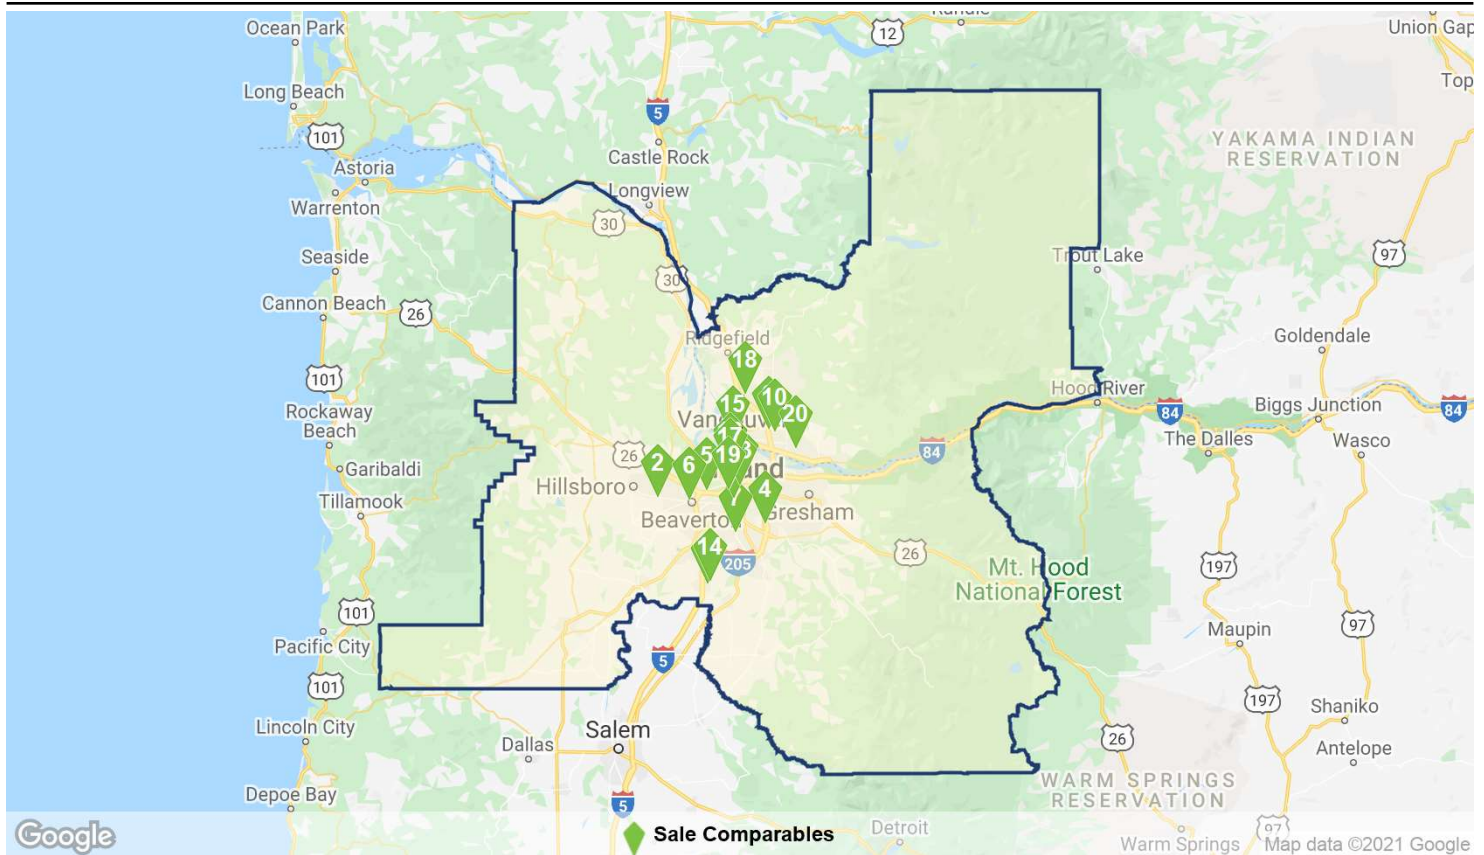 Ocean Park
12
Union Gap
Long Beach
5
Top
101
YAKAMA INDIAN
RESERVATION
Castle Rock
Astoria
Longview
Warrenton
30
Seaside
Trout Lake
97
30
Cannon Beach
26
Goldendale
Ridgefield
18
101
Hood River
10
84
Biggs Junction
84
Rockaway
Beach
15
20
The Dalles
Wasco
17
26
2
6
5
19
84
Garibaldi
Hillsboro
4
Tillamook
Beaverton
7
Gresham
14
205
26
Mt. Hood
National Forest
197
97
101
Maupin
97
Pacific City
5
101
197
Shaniko
Lincoln City
Salem
Dallas
26
Antelope
WARM SPRINGS
RESERVATION
Depoe Bay
5
Google
Sale Comparables
Detroit
97
Warm Springs
Map data ©2021 Google